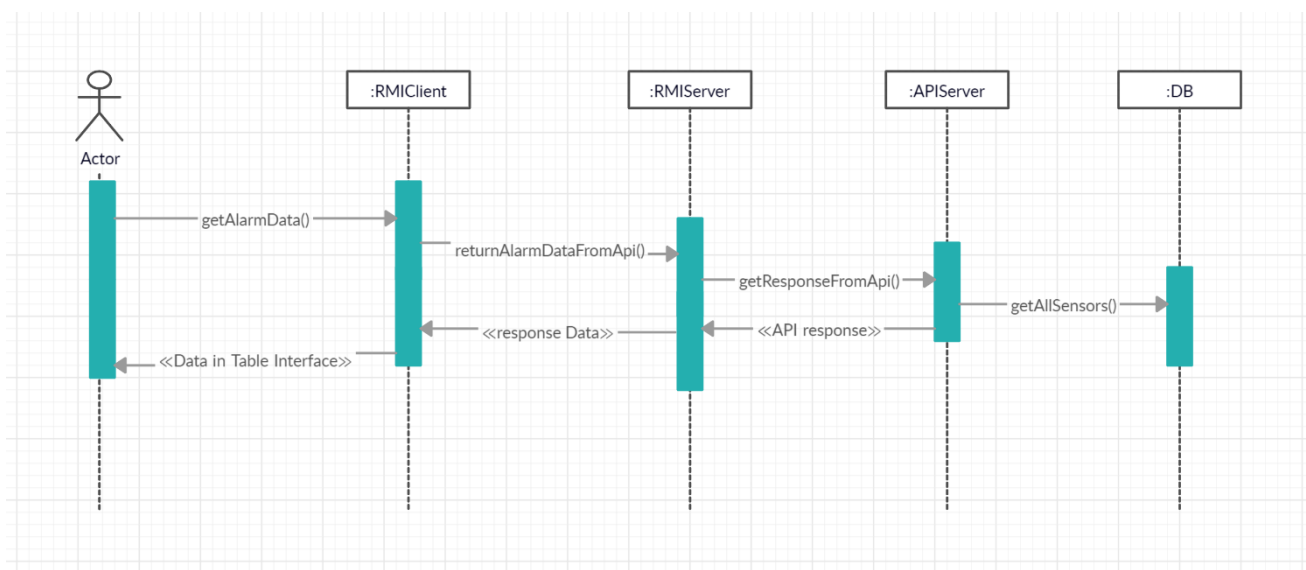 :RMIClient
:RMIServer
:APIServer
:DB
Actor
getAlarmData()
returnAlarmDataFromApi()
getResponseFromApi()
getAllSensors()
≪response Data≫
≪API response≫
≪Data in Table Interface≫